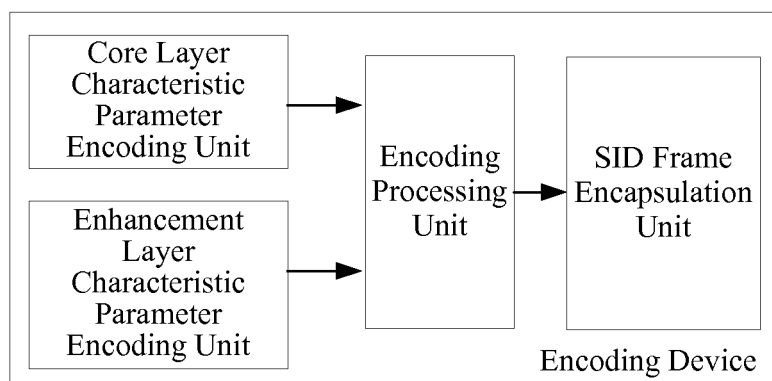 Core Layer
Characteristic
Parameter
Encoding Unit
Enhancement
Layer
Characteristic
Parameter
Encoding Unit
Encoding
Processing
Unit
SID Frame
Encapsulation
Unit
Encoding Device